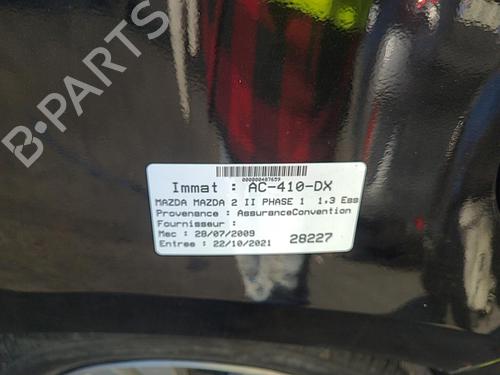 B-PARTS
000000487659
Immat : AC-410-DX
MAZDA MAZDA 2 II PHASE 1 1.3 Ess
Provenance : AssuranceConvention
Fournisseur :
Mec : 28/07/2009
Entree : 22/10/2021 28227